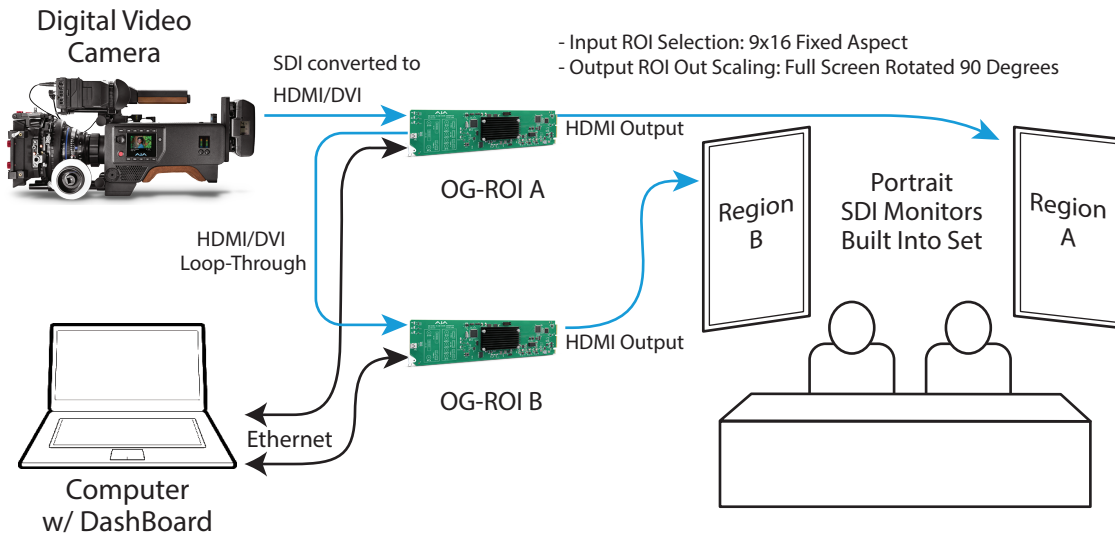 Digital Video
Camera
SDI converted to
HDMI/DVI
- Input ROI Selection: 9x16 Fixed Aspect
- Output ROI Out Scaling: Full Screen Rotated 90 Degrees
HDMI Output
OG-ROI A
HDMI/DVI
Loop-Through
Region
B
Portrait
SDI Monitors
Built Into Set
Region
A
HDMI Output
OG-ROI B
Ethernet
Computer
w/ DashBoard
AJA